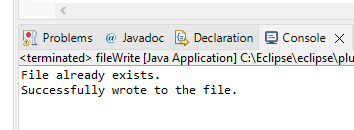 Problems @ Javadoc Declaration Console
<terminated> fileWrite [Java Application] C:\Eclipse\eclipse\plu
File already exists.
Successfully wrote to the file.